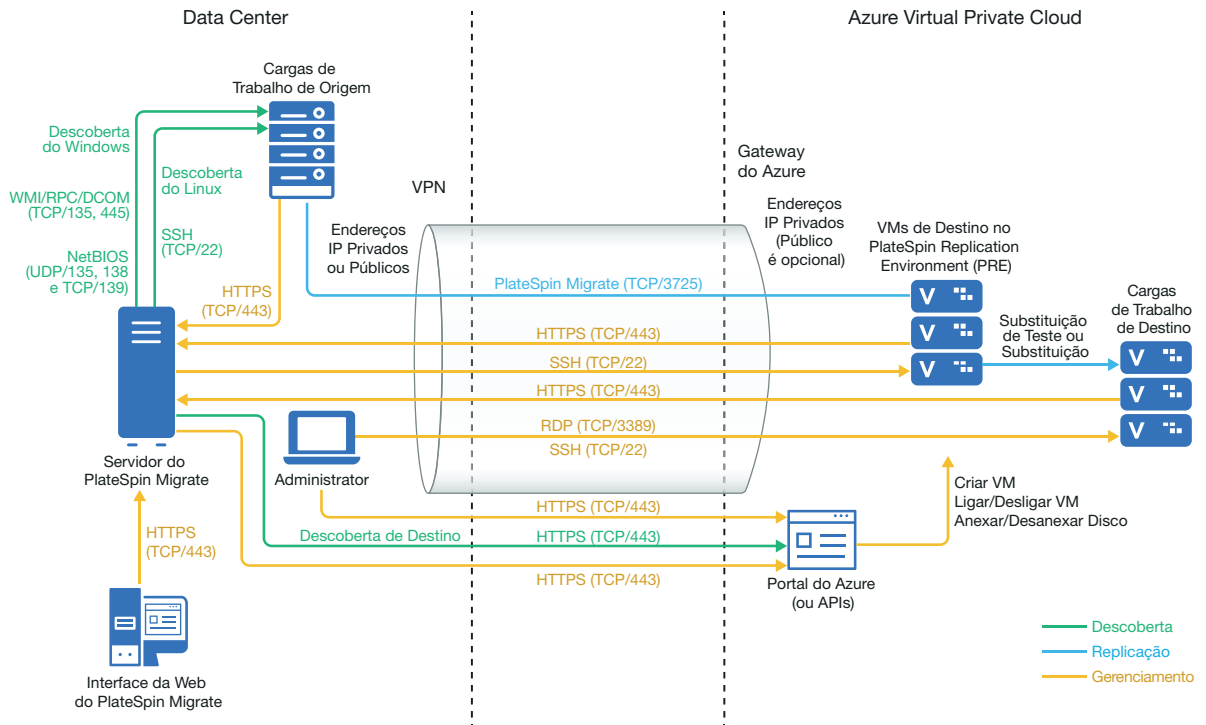 Data Center
Azure Virtual Private Cloud
Cargas de
Trabalho de Origem
Descoberta
do Windows
Descoberta
do Linux
WMI/RPC/DCOM
(TCP/135, 445)
SSH
(TCP/22)
NetBIOS
(UDP/135, 138
e TCP/139)
HTTPS
(TCP/443)
VPN
Gateway
do Azure
Endereços
IP Privados
ou Públicos
Endereços
IP Privados
(Público
é opcional)
VMs de Destino no
PlateSpin Replication
Environment (PRE)
PlateSpin Migrate (TCP/3725)
V
HTTPS (TCP/443)
V
SSH (TCP/22)
V
Substituição
de Teste ou
Substituição
Cargas
de Trabalho
de Destino
V
HTTPS (TCP/443)
V
RDP (TCP/3389)
V
SSH (TCP/22)
Servidor do
PlateSpin Migrate
Administrator
HTTPS (TCP/443)
Criar VM
Ligar/Desligar VM
Anexar/Desanexar Disco
HTTPS
(TCP/443)
Descoberta de Destino
HTTPS (TCP/443)
HTTPS (TCP/443)
Portal do Azure
(ou APIs)
Interface da Web
do PlateSpin Migrate
Descoberta
Replicação
Gerenciamento